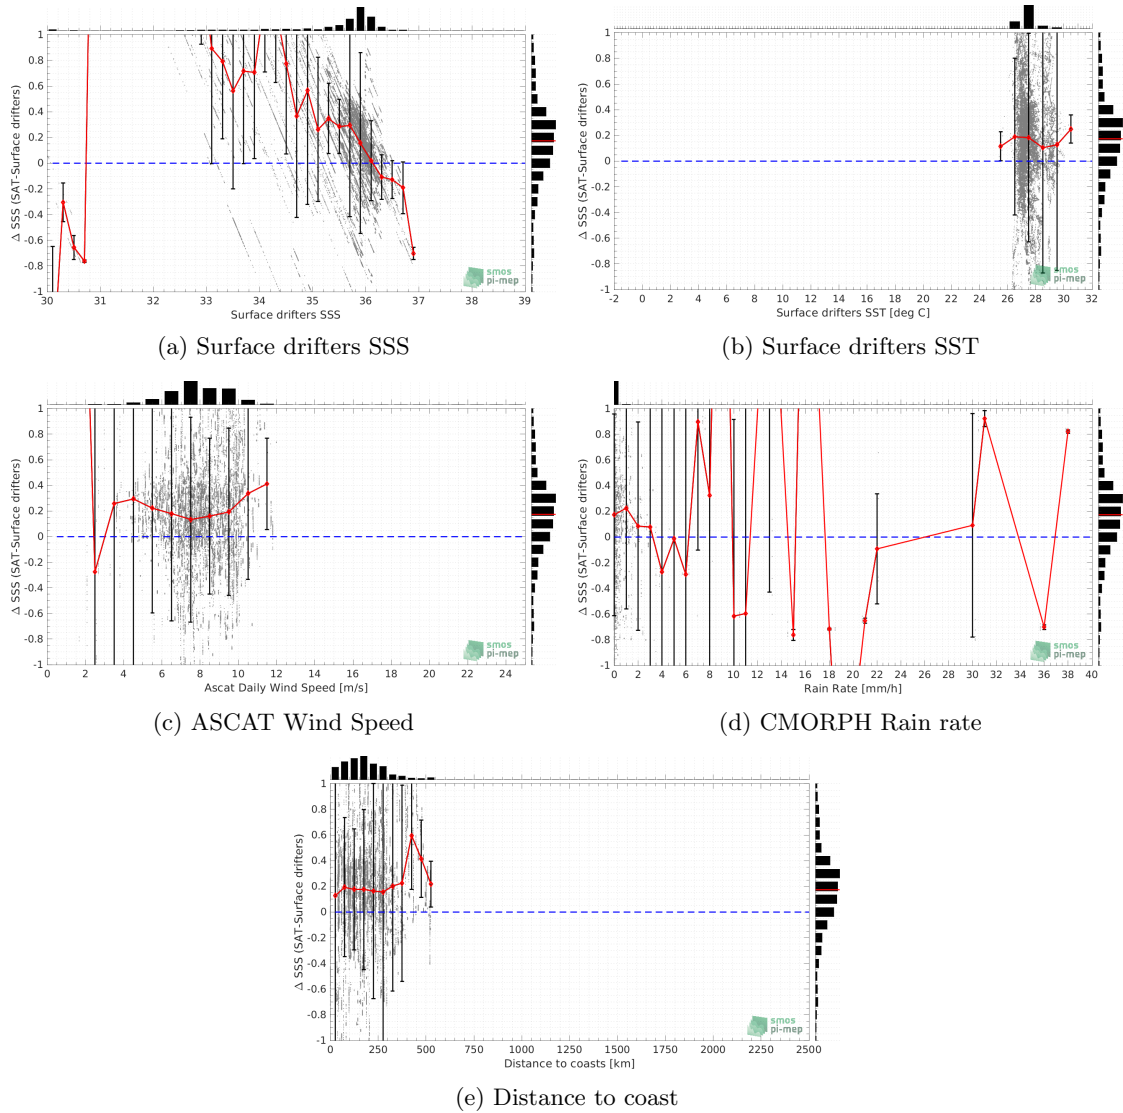 1
0.8
0.6
0.4
0.2
0
-0.2
-0.4
-0.6
-0.8
-1
Δ SSS (SAT-Surface drifters)
30 31 32 33 34 35 36 37 38 39
Surface drifters SSS
smos
pi-mep
(a) Surface drifters SSS
1
0.8
0.6
0.4
0.2
0
-0.2
-0.4
-0.6
-0.8
-1
Δ SSS (SAT-Surface drifters)
-2 0 2 4 6 8 10 12 14 16 18 20 22 24 26 28 30 32
Surface drifters SST [deg C]
smos
pi-mep
(b) Surface drifters SST
1
0.8
0.6
0.4
0.2
0
-0.2
-0.4
-0.6
-0.8
-1
Δ SSS (SAT-Surface drifters)
0 2 4 6 8 10 12 14 16 18 20 22 24
Ascat Daily Wind Speed [m/s]
smos
pi-mep
(c) ASCAT Wind Speed
1
0.8
0.6
0.4
0.2
0
-0.2
-0.4
-0.6
-0.8
-1
Δ SSS (SAT-Surface drifters)
0 2 4 6 8 10 12 14 16 18 20 22 24 26 28 30 32 34 36 38 40
Rain Rate [mm/h]
smos
pi-mep
(d) CMORPH Rain rate
1
0.8
0.6
0.4
0.2
0
-0.2
-0.4
-0.6
-0.8
-1
Δ SSS (SAT-Surface drifters)
0 250 500 750 1000 1250 1500 1750 2000 2250 2500
Distance to coasts [km]
smos
pi-mep
(e) Distance to coast